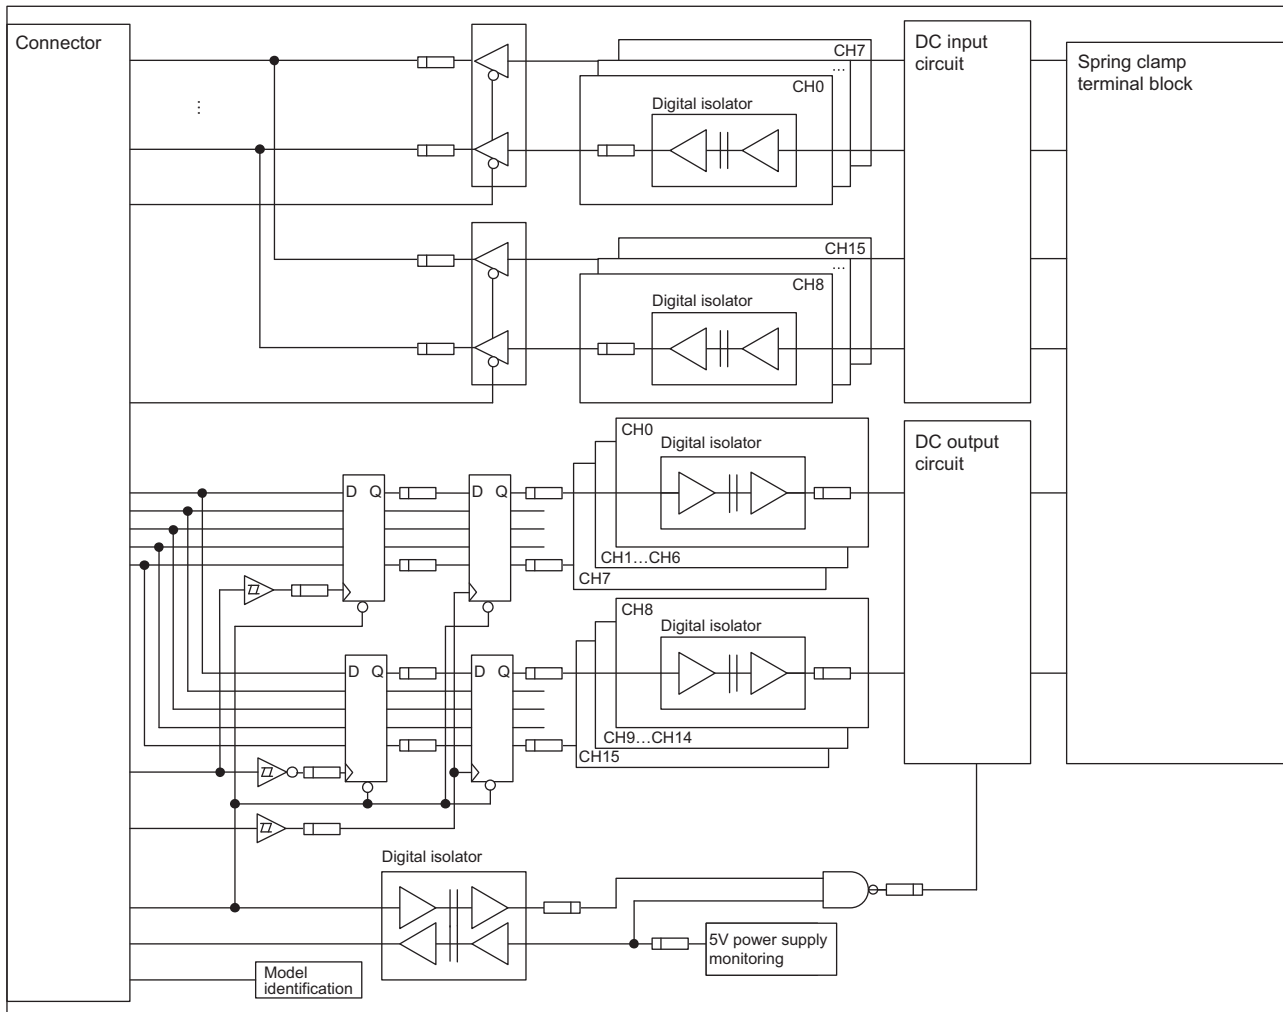 Connector
⋮
CH7
...
CH0
Digital isolator
DC input
circuit
Spring clamp
terminal block
CH15
...
CH8
Digital isolator
CH0
Digital isolator
CH1...CH6
CH7
DC output
circuit
D Q
D Q
CH8
Digital isolator
CH9...CH14
CH15
D Q
D Q
Digital isolator
5V power supply
monitoring
Model
identification